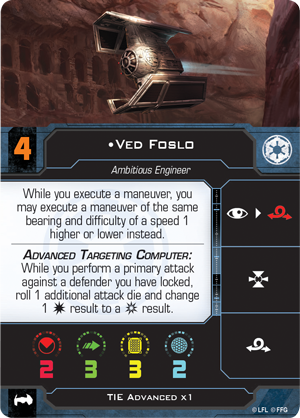 4
•Ved Foslo
Ambitious Engineer
While you execute a maneuver, you
may execute a maneuver of the same
bearing and difficulty of a speed 1
higher or lower instead.
Advanced Targeting Computer:
While you perform a primary attack
against a defender you have locked,
roll 1 additional attack die and change
1 result to a result.
2 3 3 2
TIE Advanced x1
© LFL © FFG